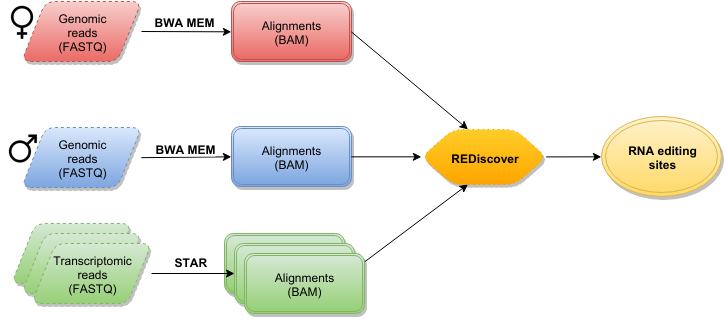 Genomic
reads
(FASTQ)
BWA MEM
Alignments
(BAM)
Genomic
reads
(FASTQ)
BWA MEM
Alignments
(BAM)
REDiscover
RNA editing
sites
Transcriptomic
reads
(FASTQ)
STAR
Alignments
(BAM)